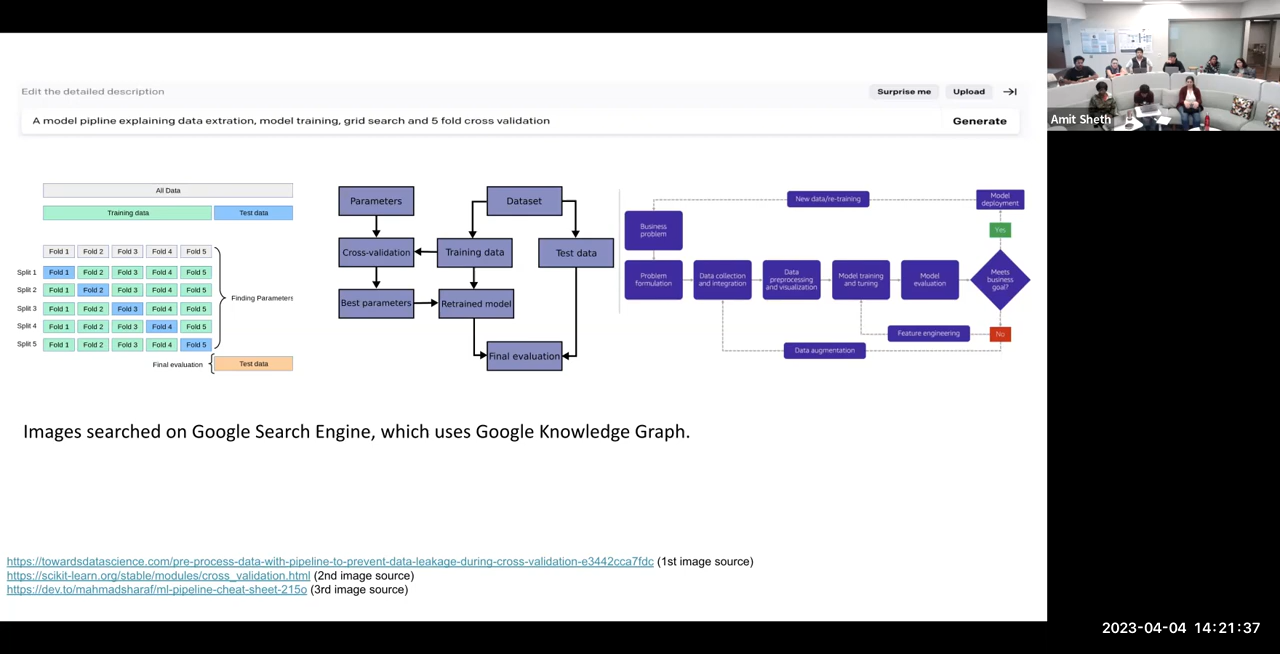 Edit the detailed description
Surprise me
Upload
A model pipline explaining data extration, model training, grid search and 5 fold cross validation
Generate
Amit Sheth
All Data
Training data
Test data
Fold 1 Fold 2 Fold 3 Fold 4 Fold 5
Split 1 Fold 1 Fold 2 Fold 3 Fold 4 Fold 5
Split 2 Fold 1 Fold 2 Fold 3 Fold 4 Fold 5
Split 3 Fold 1 Fold 2 Fold 3 Fold 4 Fold 5
Split 4 Fold 1 Fold 2 Fold 3 Fold 4 Fold 5
Split 5 Fold 1 Fold 2 Fold 3 Fold 4 Fold 5
Finding Parameters
Final evaluation
Test data
Parameters
Dataset
Cross-validation
Training data
Test data
Best parameters
Retrained model
Final evaluation
New data/re-training
Model
deployment
Business
problem
Yes
Problem
formulation
Data collection
and integration
Data
preprocessing
and visualization
Model training
and tuning
Model
evaluation
Meets
business
goal?
Feature engineering
No
Data augmentation
Images searched on Google Search Engine, which uses Google Knowledge Graph.
https://towardsdatascience.com/pre-process-data-with-pipeline-to-prevent-data-leakage-during-cross-validation-e3442cca7fdc (1st image source)
https://scikit-learn.org/stable/modules/cross_validation.html (2nd image source)
https://dev.to/mahmadsharaf/ml-pipeline-cheat-sheet-215o (3rd image source)
2023-04-04 14:21:37